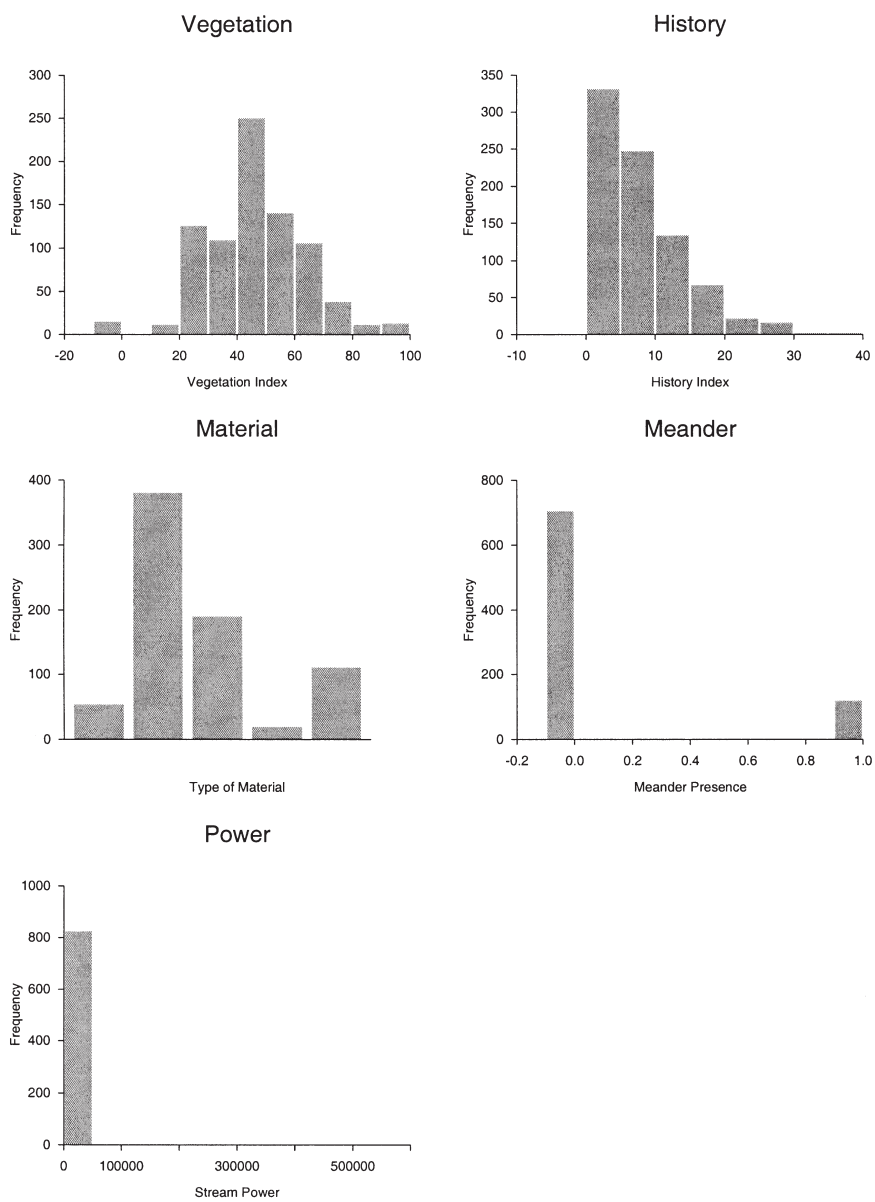 Vegetation
300
250
200
150
100
50
0
Frequency
-20 0 20 40 60 80 100
Vegetation Index
History
350
300
250
200
150
100
50
0
Frequency
-10 0 10 20 30 40
History Index
Material
400
300
200
100
0
Frequency
Type of Material
Meander
800
600
400
200
0
Frequency
-0.2 0.0 0.2 0.4 0.6 0.8 1.0
Meander Presence
Power
1000
800
600
400
200
0
Frequency
0 100000 300000 500000
Stream Power